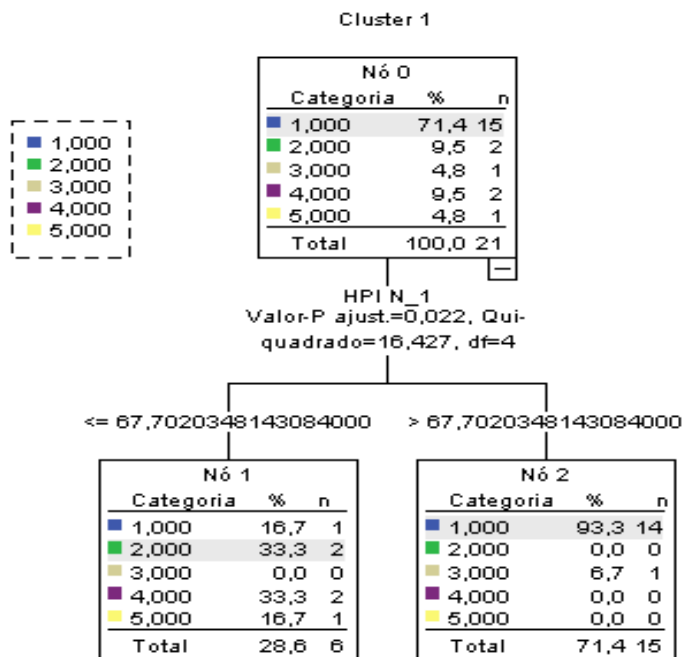 Cluster 1
Nó 0
Categoria % n
1,000 71,4 15
2,000 9,5 2
3,000 4,8 1
4,000 9,5 2
5,000 4,8 1
Total 100,0 21
1,000
2,000
3,000
4,000
5,000
HPI N_1
Valor-P ajust.=0,022, Qui-
quadrado=16,427, df=4
<= 67,7020348143084000
> 67,7020348143084000
Nó 1
Categoria % n
1,000 16,7 1
2,000 33,3 2
3,000 0,0 0
4,000 33,3 2
5,000 16,7 1
Total 28,6 6
Nó 2
Categoria % n
1,000 93,3 14
2,000 0,0 0
3,000 6,7 1
4,000 0,0 0
5,000 0,0 0
Total 71,4 15